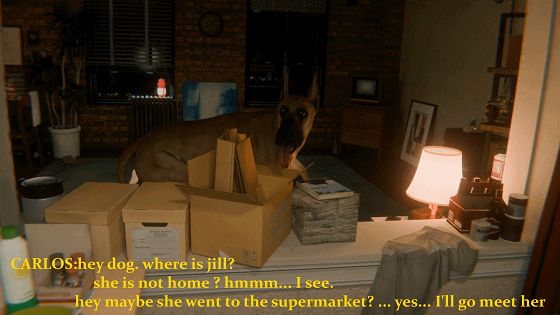 CARLOS:hey dog. where is jill?
she is not home ? hmmm... I see.
hey maybe she went to the supermarket? ... yes... I'll go meet her